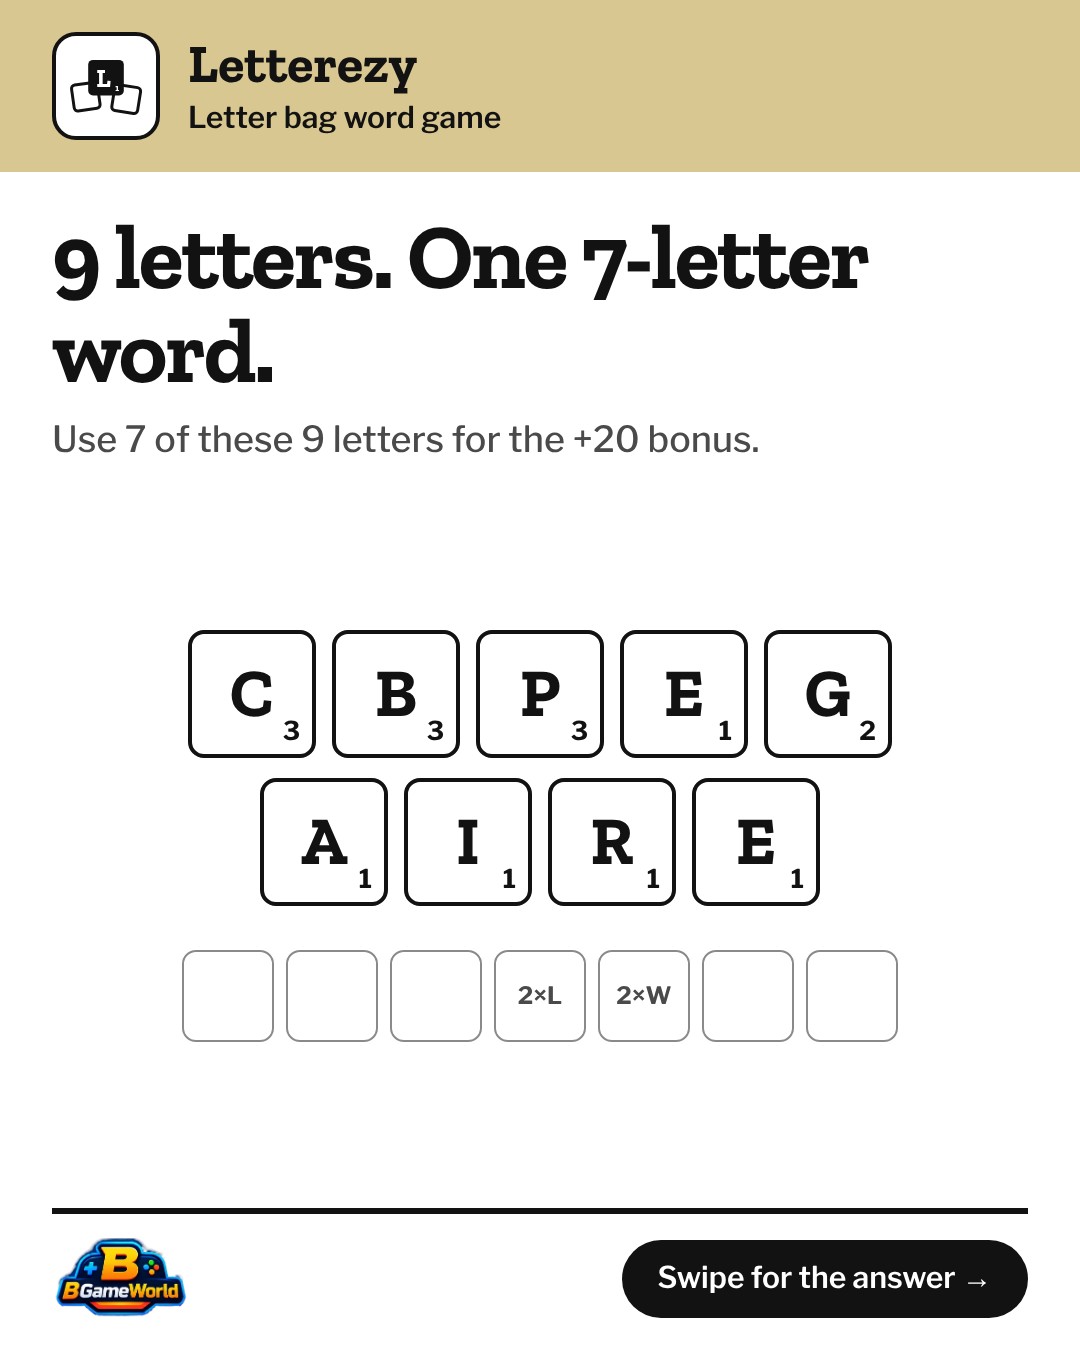 L
1
Letterezy
Letter bag word game
9 letters. One 7-letter
word.
Use 7 of these 9 letters for the +20 bonus.
C 3 B 3 P 3 E 1 G 2
A 1 I 1 R 1 E 1
2×L 2×W
B
BGameWorld
Swipe for the answer →